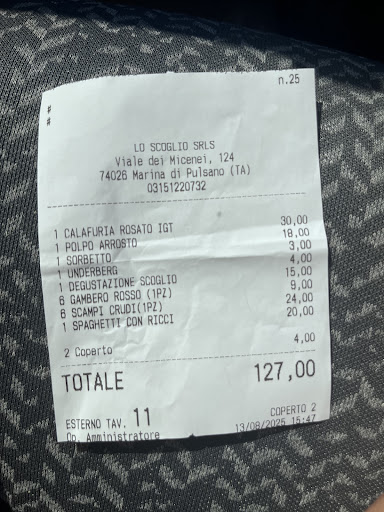 n.25
#
#
LO SCOGLIO SRLS
Viale dei Micenei, 124
74026 Marina di Pulsano (TA)
03151220732
1 CALAFURIA ROSATO IGT 30,00
1 POLPO ARROSTO 18,00
1 SORBETTO 3,00
1 UNDERBERG 4,00
1 DEGUSTAZIONE SCOGLIO 15,00
6 GAMBERO ROSSO (1PZ) 9,00
6 SCAMPI CRUDI(1PZ) 24,00
1 SPAGHETTI CON RICCI 20,00
2 Coperto 4,00
TOTALE 127,00
ESTERNO TAV. 11 COPERTO 2
Op. Amministratore 13/08/2025 15:47